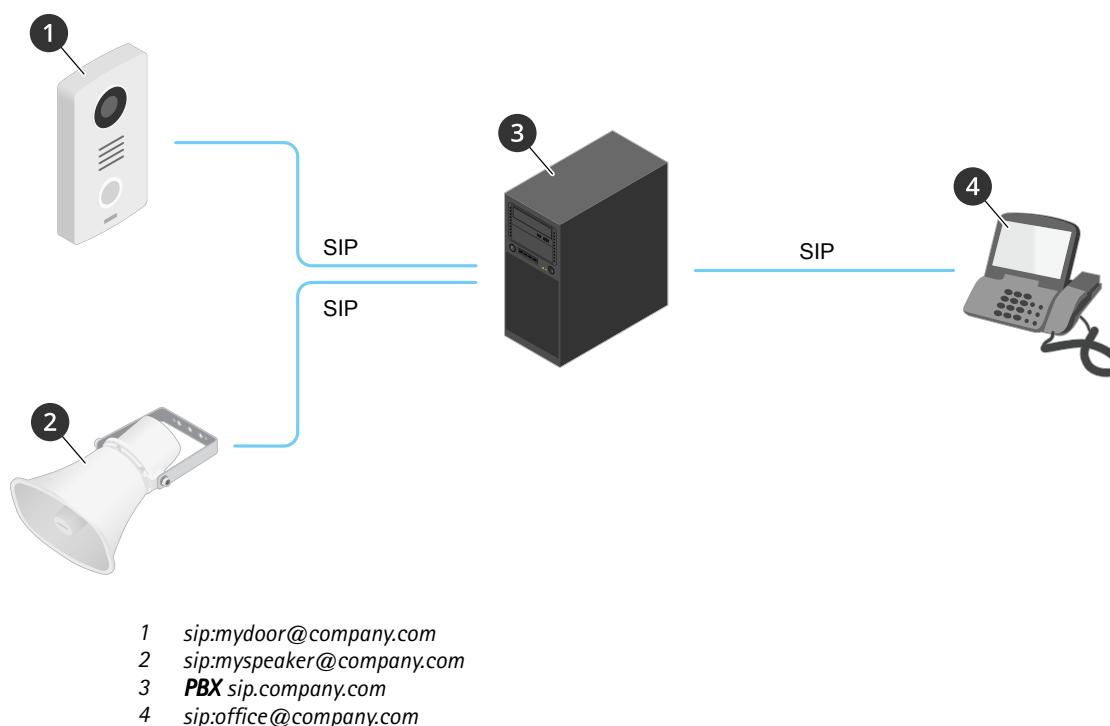 1
3
4
SIP
SIP
SIP
2
1 sip:mydoor@company.com
2 sip:myspeaker@company.com
3 PBX sip.company.com
4 sip:office@company.com